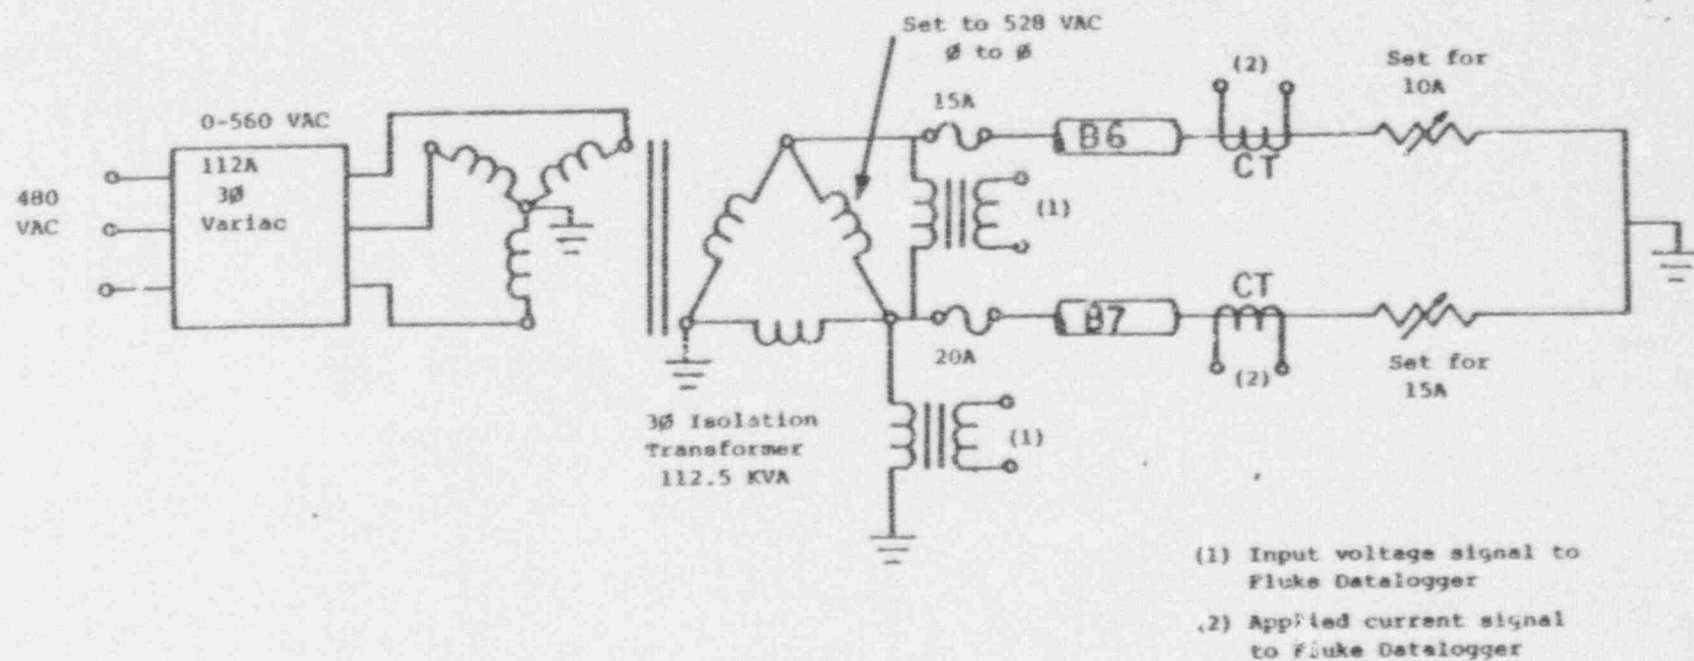 Set to 528 VAC
Ø to Ø
(2)
Set for
10A
15A
0-560 VAC
B6
CT
112A
3Ø
Variac
480
VAC
(1)
CT
B7
20A
(2)
Set for
15A
3Ø Isolation
Transformer
112.5 KVA
(1)
(1) Input voltage signal to
Fluke Datalogger
(2) Applied current signal
to Fluke Datalogger